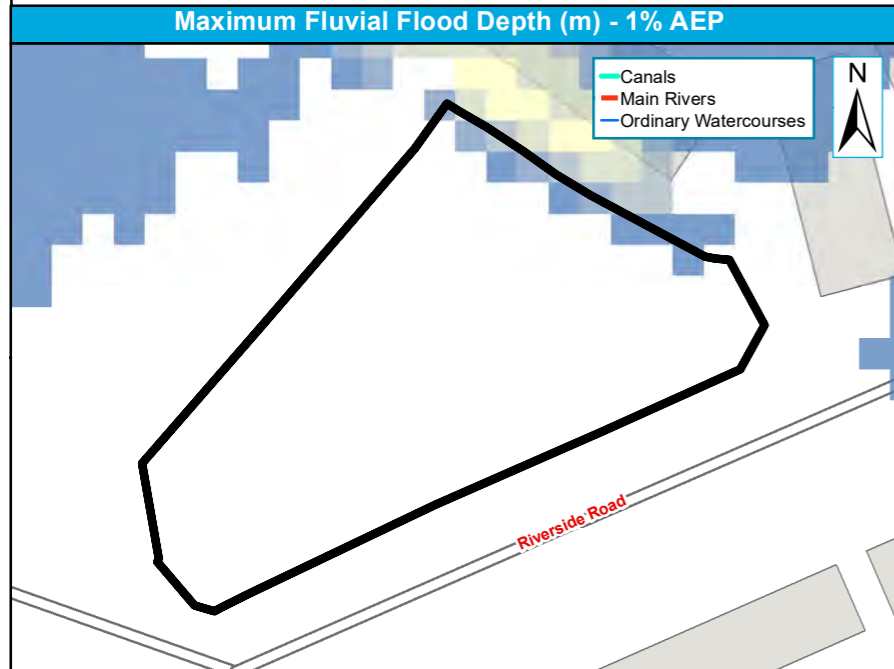 Maximum Fluvial Flood Depth (m) - 1% AEP
Canals
Main Rivers
Ordinary Watercourses
N
Riverside Road